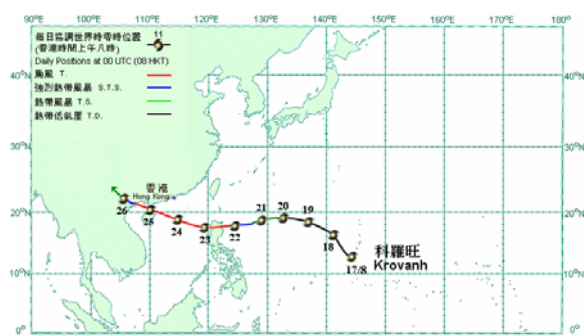 90°E 100°E 110°E 120°E 130°E 140°E 150°E 160°E 170°E 180°
每日協調世界時零時位置 11
(香港時間上午八時)
Daily Positions at 00 UTC (08 HKT)
颱風 T.
強烈熱帶風暴 S.T.S.
熱帶風暴 T.S.
熱帶低氣壓 T.D.
40°N 40°N
30°N 30°N
20°N 20°N
10°N 10°N
香港
Hong Kong
26 25 24 23 22 21 20 19 18 17/8
科羅旺
Krovanh